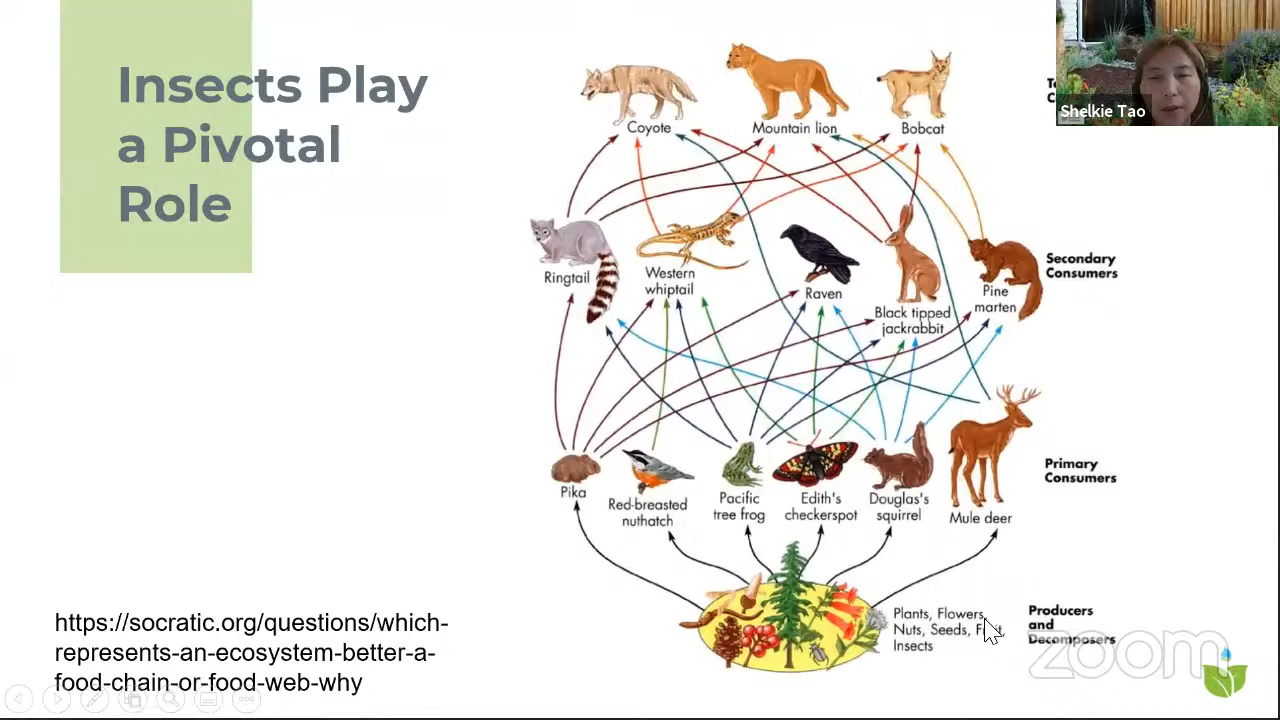 Insects Play
a Pivotal
Role
Shelkie Tao
Coyote
Mountain lion
Bobcat
Ringtail
Western
whiptail
Raven
Black tipped
jackrabbit
Pine
marten
Secondary
Consumers
Pika
Red-breasted
nuthatch
Pacific
tree frog
Edith's
checkerspot
Douglas's
squirrel
Mule deer
Primary
Consumers
Plants, Flowers,
Nuts, Seeds, Fruit,
Insects
Producers
and
Decomposers
https://socratic.org/questions/which-
represents-an-ecosystem-better-a-
food-chain-or-food-web-why
zoom